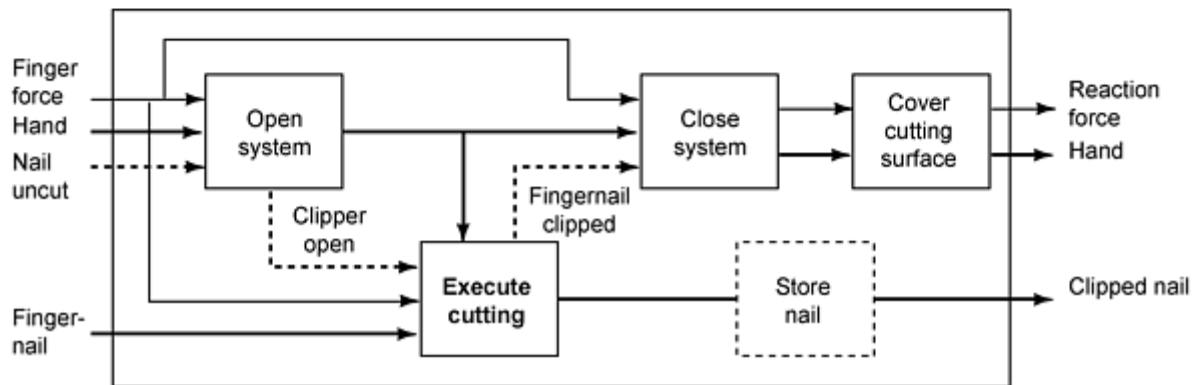 Finger
force
Hand
Nail
uncut
Open
system
Clipper
open
Fingernail
clipped
Close
system
Cover
cutting
surface
Reaction
force
Hand
Finger-
nail
Execute
cutting
Store
nail
Clipped nail